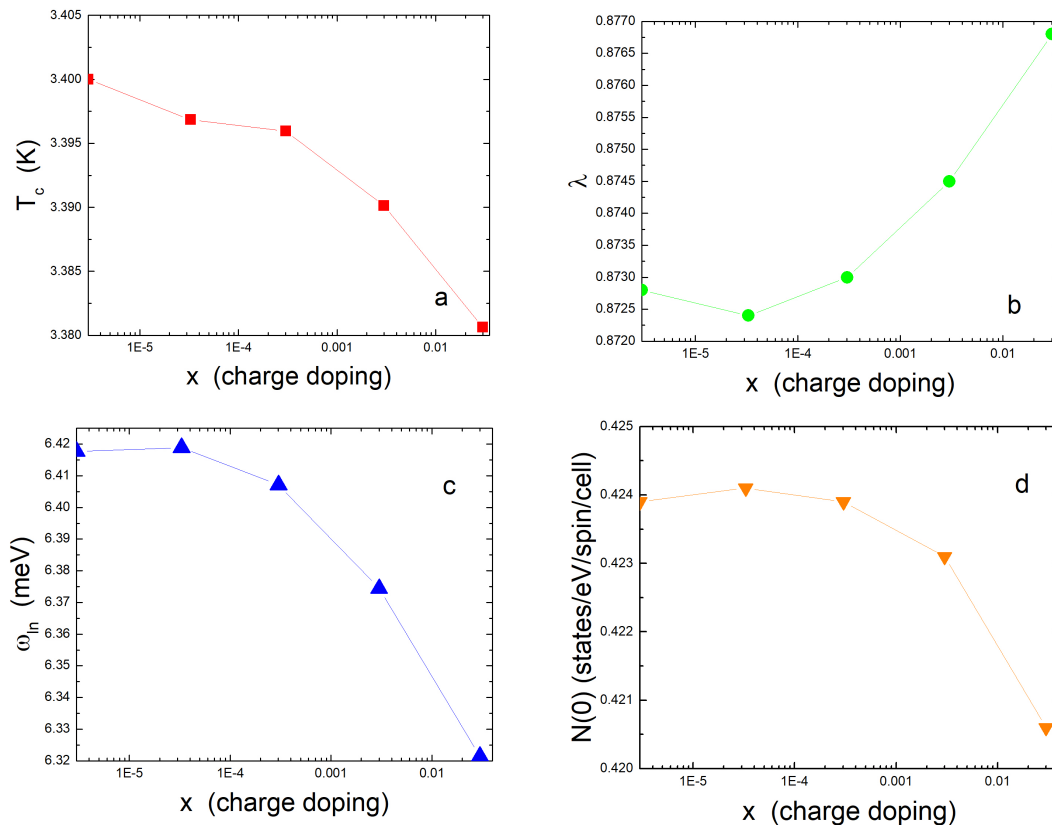 3.405
3.400
3.395
3.390
3.385
3.380
T_c (K)
a
1E-5 1E-4 0.001 0.01
x (charge doping)
0.8770
0.8765
0.8760
0.8755
0.8750
0.8745
0.8740
0.8735
0.8730
0.8725
0.8720
λ
b
1E-5 1E-4 0.001 0.01
x (charge doping)
6.42
6.41
6.40
6.39
6.38
6.37
6.36
6.35
6.34
6.33
6.32
ω_ln (meV)
c
1E-5 1E-4 0.001 0.01
x (charge doping)
0.425
0.424
0.423
0.422
0.421
0.420
N(0) (states/eV/spin/cell)
d
1E-5 1E-4 0.001 0.01
x (charge doping)